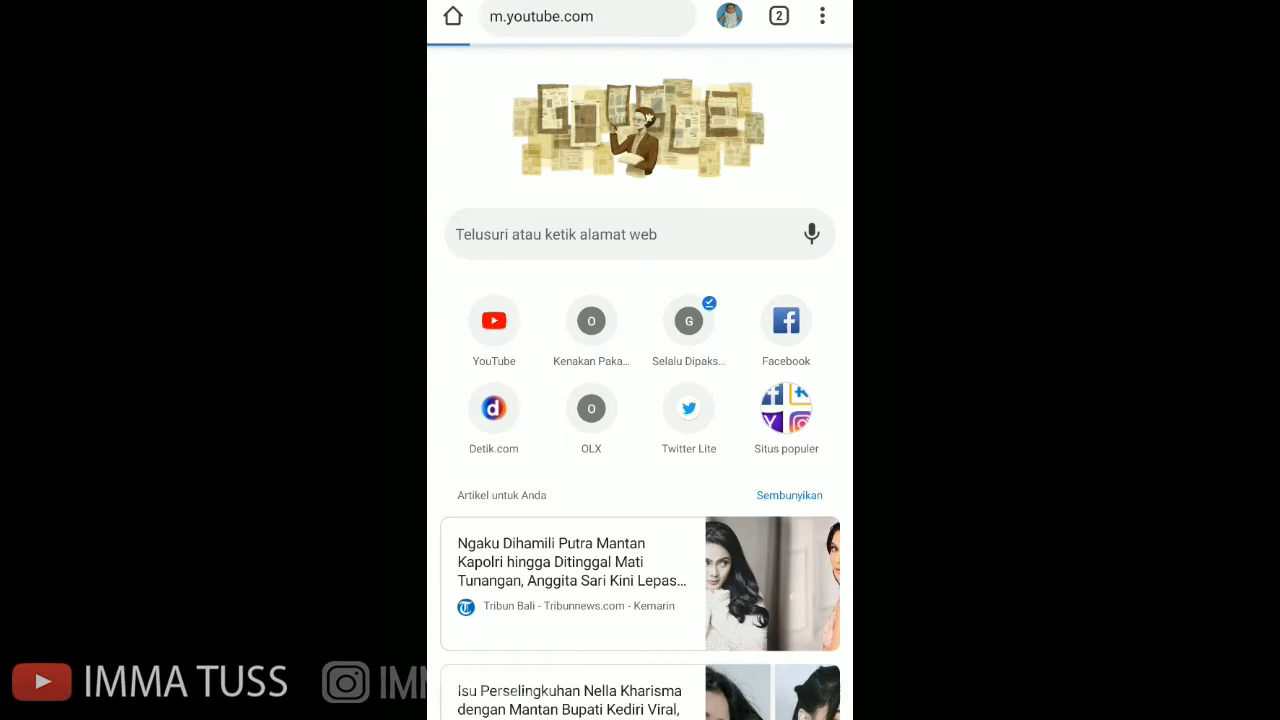 m.youtube.com
2
Telusuri atau ketik alamat web
YouTube
O
Kenakan Paka...
G
Selalu Dipaks...
Facebook
d
Detik.com
O
OLX
Twitter Lite
Situs populer
Artikel untuk Anda
Sembunyikan
Ngaku Dihamili Putra Mantan
Kapolri hingga Ditinggal Mati
Tunangan, Anggita Sari Kini Lepas...
Tribun Bali - Tribunnews.com - Kemarin
Isu Perselingkuhan Nella Kharisma
dengan Mantan Bupati Kediri Viral,
IMMA TUSS